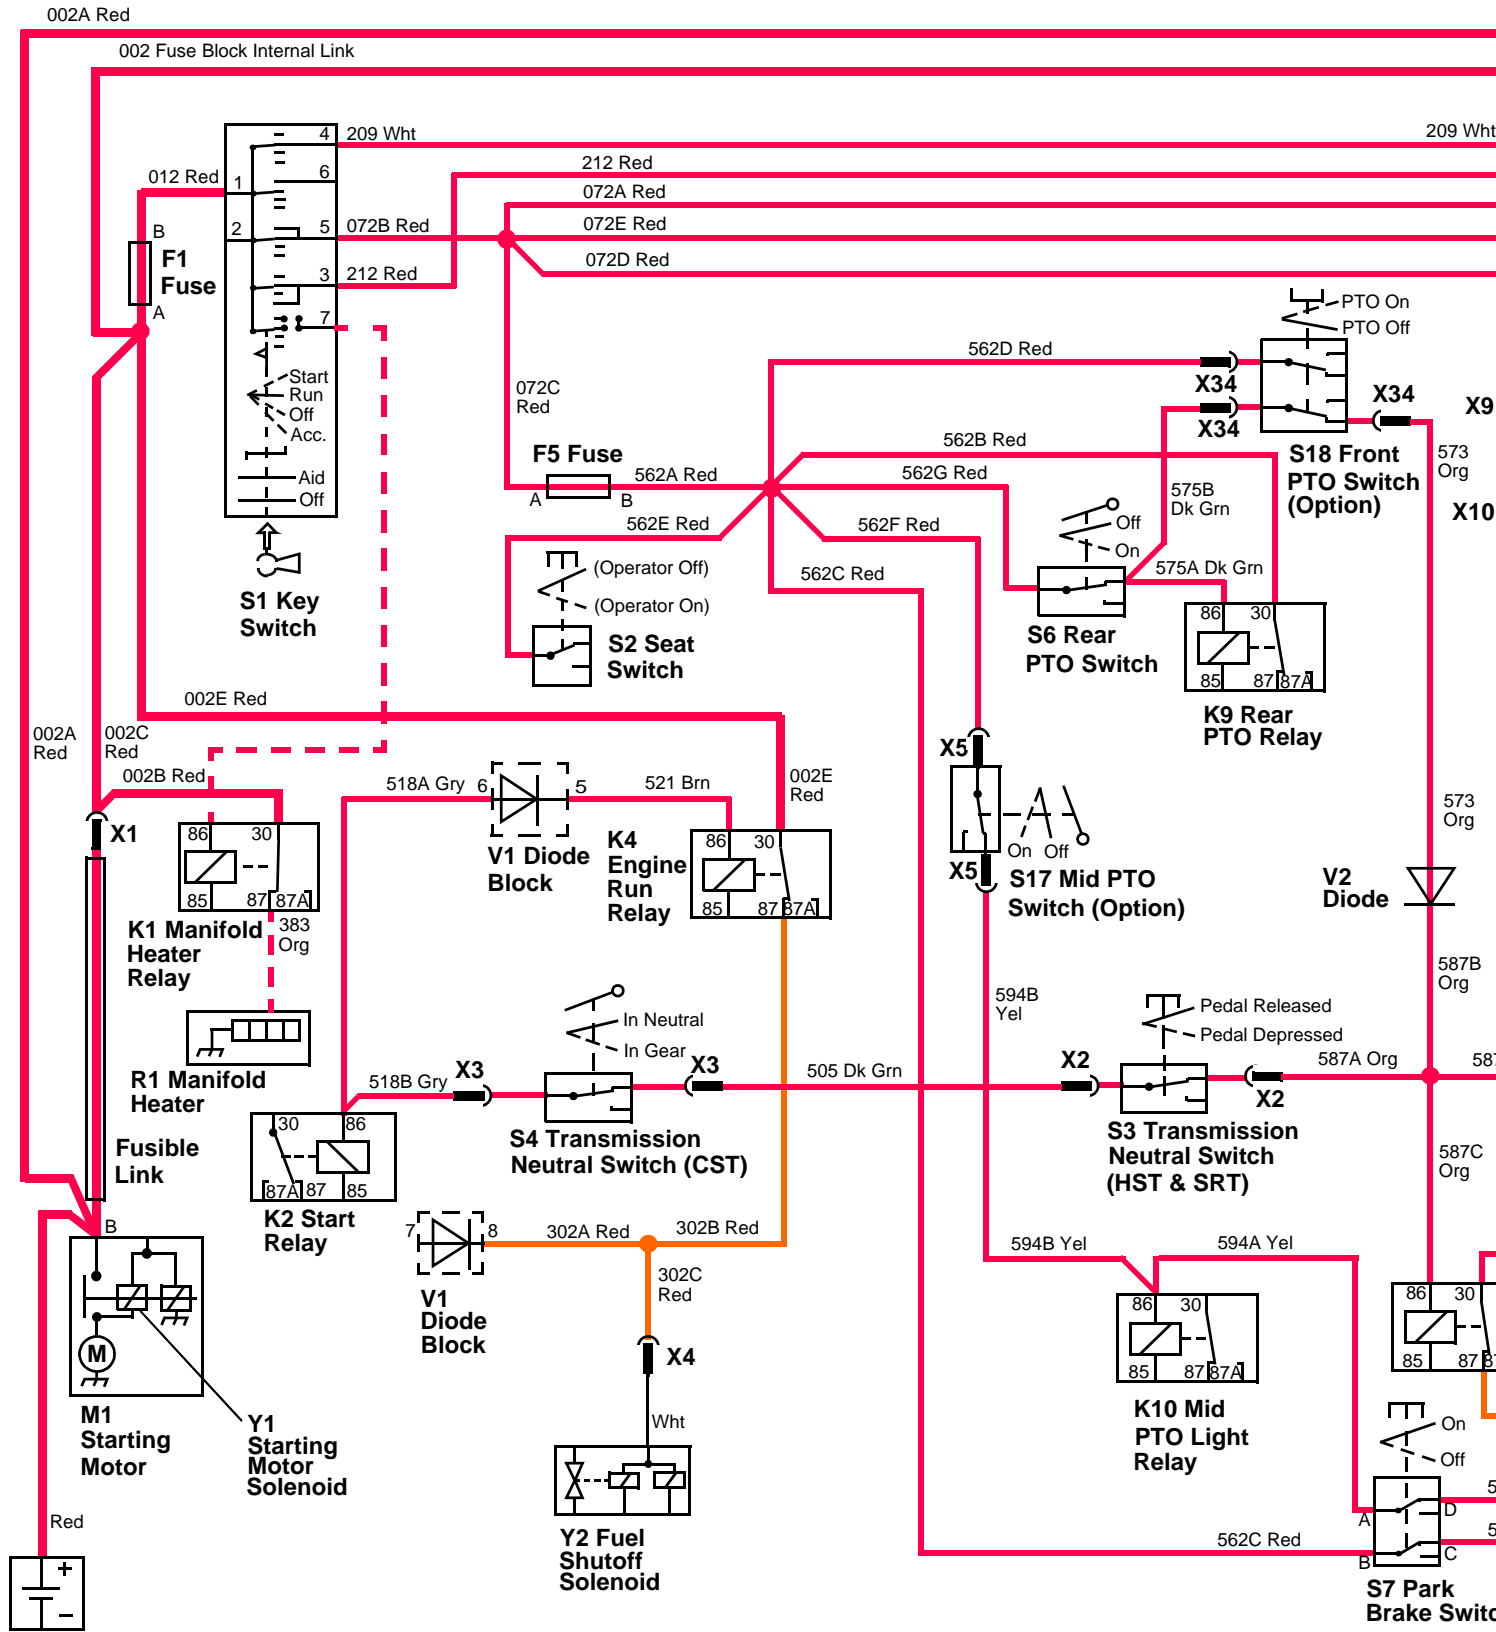 002A Red
002 Fuse Block Internal Link
4
209 Wht
209 Wht
212 Red
6
012 Red
1
072A Red
B
2
5
072B Red
072E Red
F1
Fuse
072D Red
3
212 Red
A
7
PTO On
PTO Off
562D Red
X34
X34
X9
Start
Run
Off
Acc.
072C
Red
X34
S18 Front
PTO Switch
(Option)
573
Org
562B Red
F5 Fuse
A
B
562A Red
562G Red
Aid
Off
575B
Dk Grn
X10
562E Red
562F Red
Off
On
(Operator Off)
(Operator On)
562C Red
575A Dk Grn
S1 Key
Switch
S2 Seat
Switch
S6 Rear
PTO Switch
86
30
85
87
87A
K9 Rear
PTO Relay
002E Red
002A
Red
002C
Red
002B Red
X5
518A Gry
6
5
521 Brn
002E
Red
573
Org
X1
86
30
85
87
87A
V1 Diode
Block
K4
Engine
Run
Relay
86
30
85
87
87A
On
Off
X5
S17 Mid PTO
Switch (Option)
V2
Diode
K1 Manifold
Heater
Relay
383
Org
587B
Org
594B
Yel
In Neutral
In Gear
Pedal Released
Pedal Depressed
R1 Manifold
Heater
518B Gry
X3
X3
505 Dk Grn
X2
X2
587A Org
587
30
86
87A
87
85
K2 Start
Relay
S4 Transmission
Neutral Switch (CST)
S3 Transmission
Neutral Switch
(HST & SRT)
Fusible
Link
587C
Org
B
7
8
302A Red
302B Red
594B Yel
594A Yel
302C
Red
V1
Diode
Block
86
30
85
87
87A
86
30
85
87
8
X4
M
M1
Starting
Motor
Y1
Starting
Motor
Solenoid
Wht
K10 Mid
PTO Light
Relay
On
Off
Red
+
–
Y2 Fuel
Shutoff
Solenoid
562C Red
A
B
D
C
5
5
S7 Park
Brake Switc